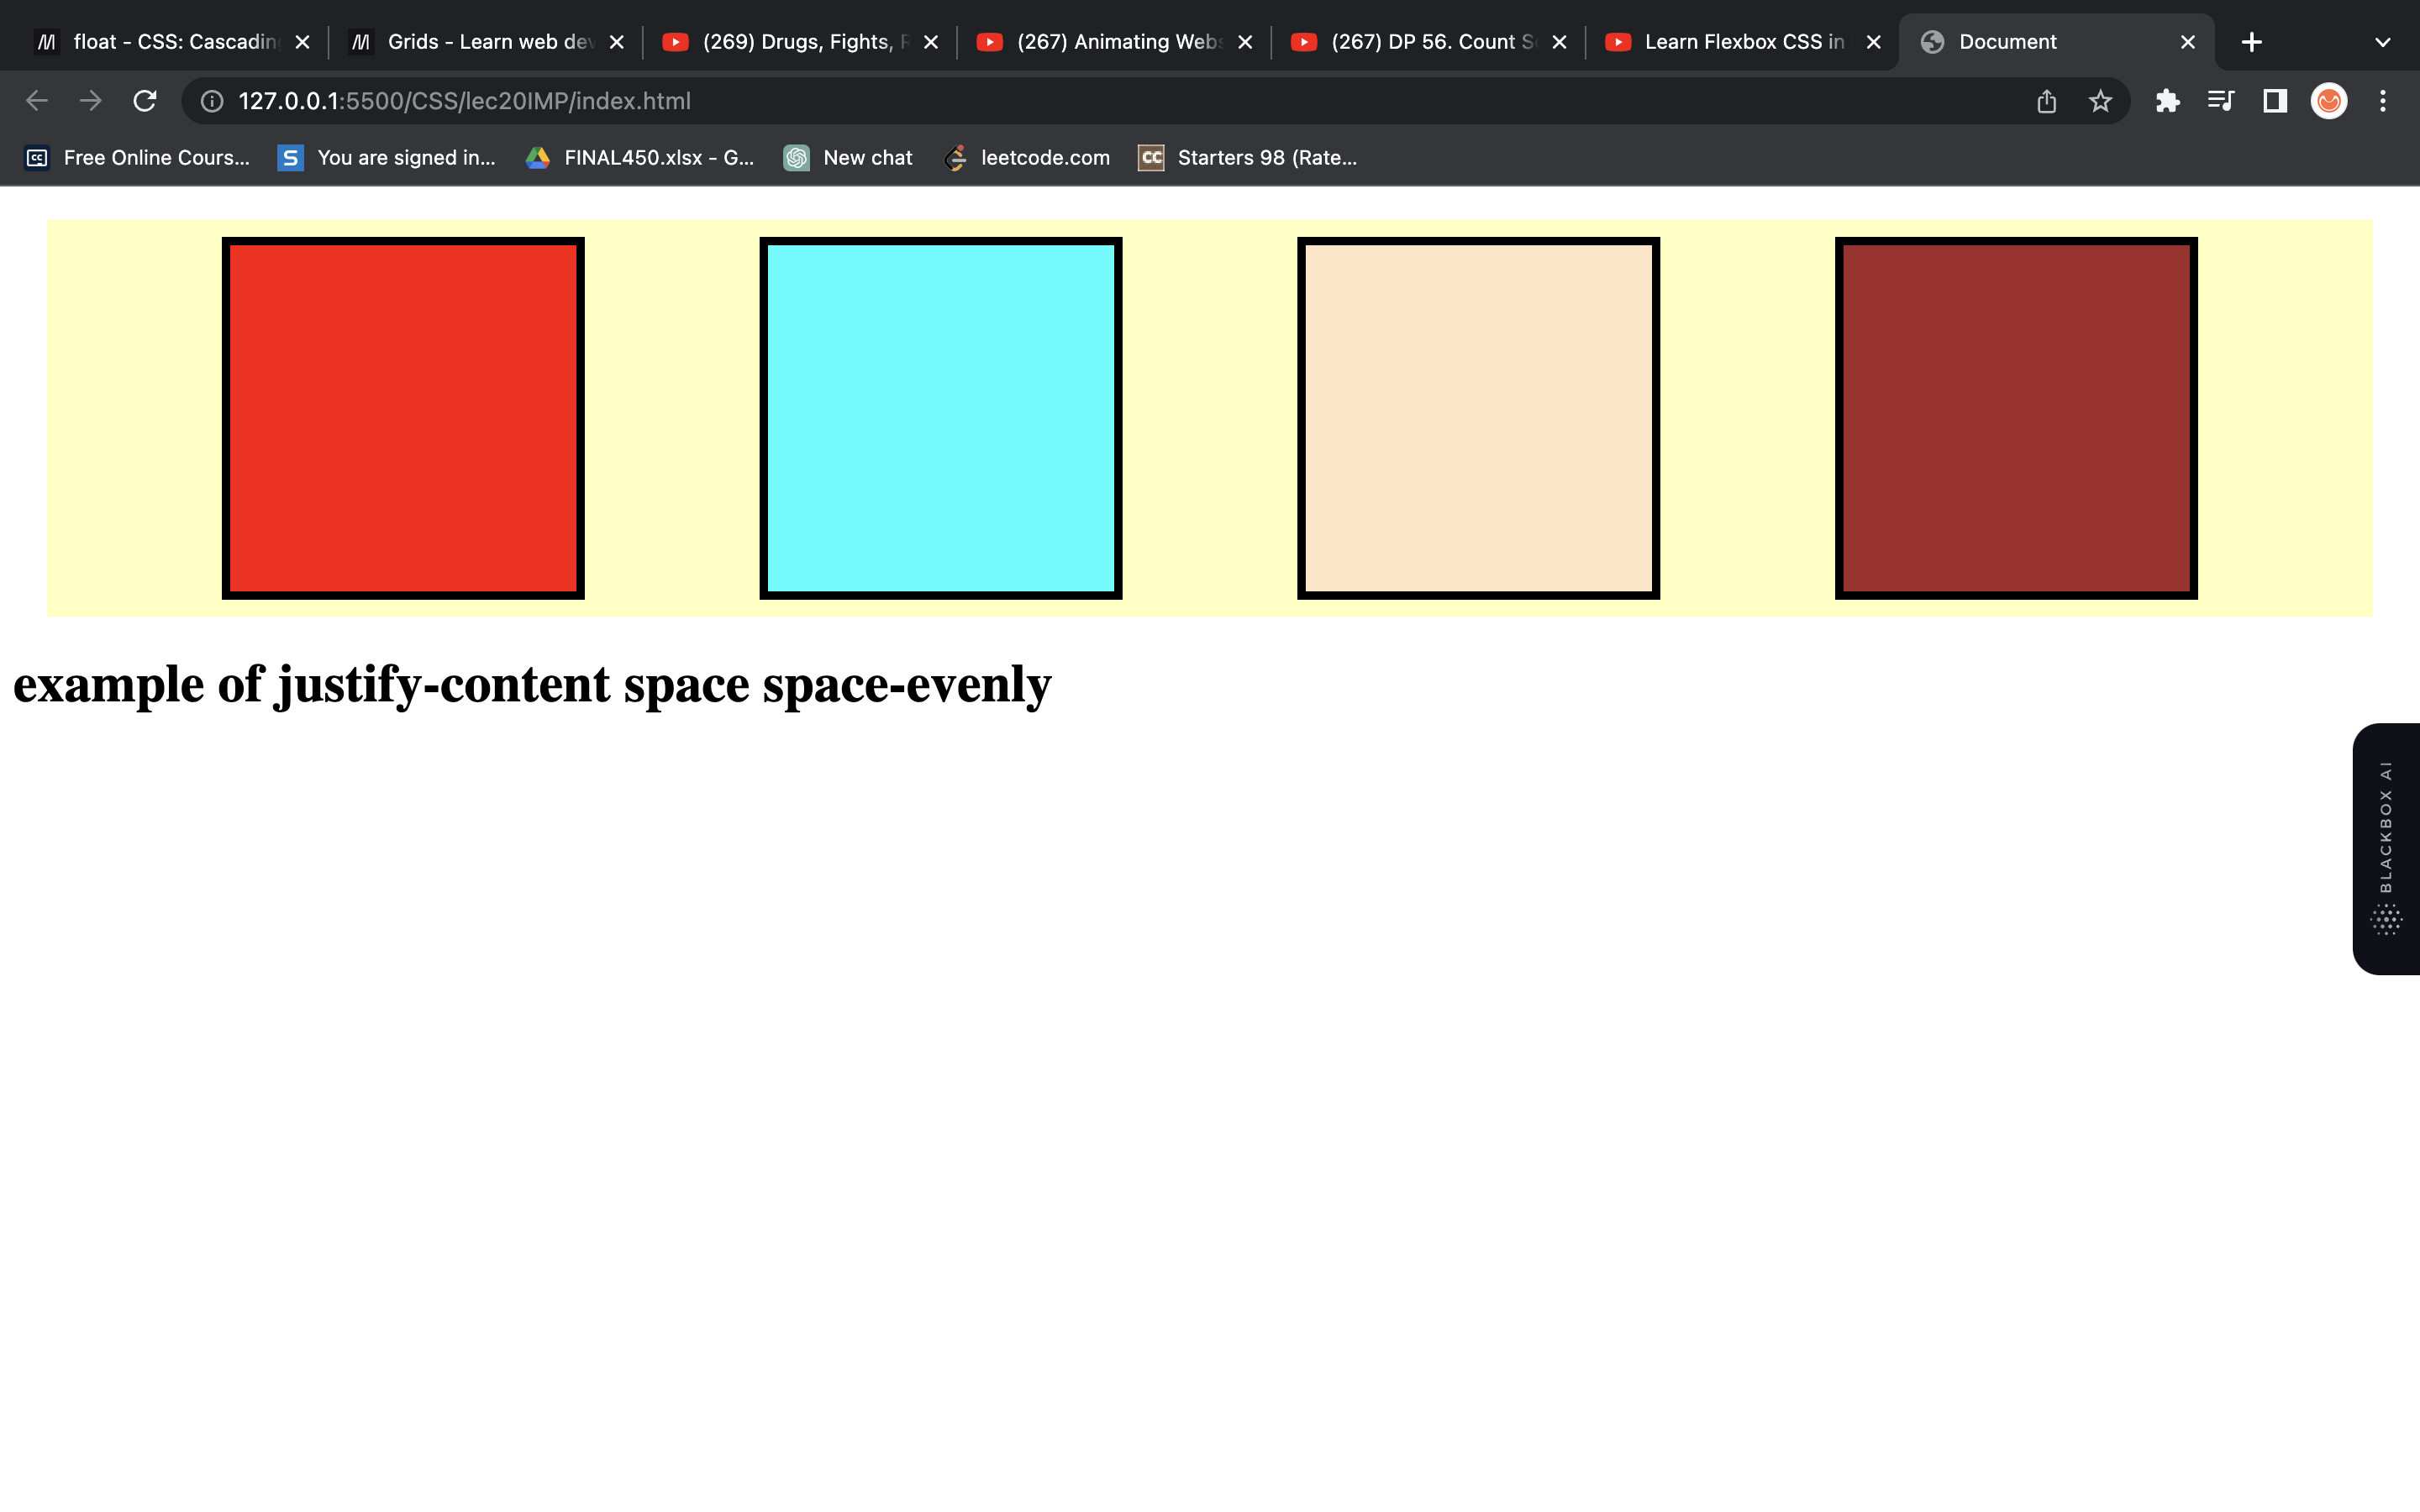 float - CSS: Cascading
Grids - Learn web dev
(269) Drugs, Fights,
(267) Animating Webs
(267) DP 56. Count S
Learn Flexbox CSS in
Document
127.0.0.1:5500/CSS/lec20IMP/index.html
Free Online Cours...
S You are signed in...
FINAL450.xlsx - G...
New chat
leetcode.com
CC Starters 98 (Rate...
example of justify-content space space-evenly
BLACKBOX AI